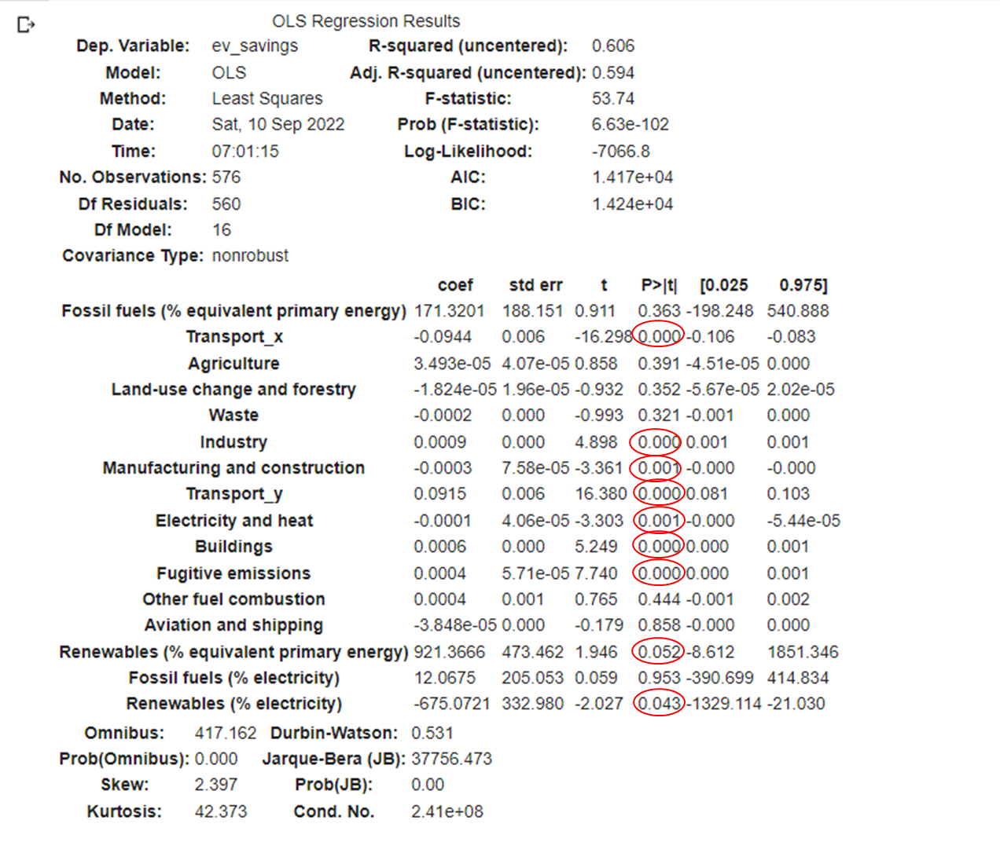 OLS Regression Results
Dep. Variable: ev_savings R-squared (uncentered): 0.606
Model: OLS Adj. R-squared (uncentered): 0.594
Method: Least Squares F-statistic: 53.74
Date: Sat, 10 Sep 2022 Prob (F-statistic): 6.63e-102
Time: 07:01:15 Log-Likelihood: -7066.8
No. Observations: 576 AIC: 1.417e+04
Df Residuals: 560 BIC: 1.424e+04
Df Model: 16
Covariance Type: nonrobust
coef std err t P>|t| [0.025 0.975]
Fossil fuels (% equivalent primary energy) 171.3201 188.151 0.911 0.363 -198.248 540.888
Transport_x -0.0944 0.006 -16.298 0.000 -0.106 -0.083
Agriculture 3.493e-05 4.07e-05 0.858 0.391 -4.51e-05 0.000
Land-use change and forestry -1.824e-05 1.96e-05 -0.932 0.352 -5.67e-05 2.02e-05
Waste -0.0002 0.000 -0.993 0.321 -0.001 0.000
Industry 0.0009 0.000 4.898 0.000 0.001 0.001
Manufacturing and construction -0.0003 7.58e-05 -3.361 0.001 -0.000 -0.000
Transport_y 0.0915 0.006 16.380 0.000 0.081 0.103
Electricity and heat -0.0001 4.06e-05 -3.303 0.001 -0.000 -5.44e-05
Buildings 0.0006 0.000 5.249 0.000 0.000 0.001
Fugitive emissions 0.0004 5.71e-05 7.740 0.000 0.000 0.001
Other fuel combustion 0.0004 0.001 0.765 0.444 -0.001 0.002
Aviation and shipping -3.848e-05 0.000 -0.179 0.858 -0.000 0.000
Renewables (% equivalent primary energy) 921.3666 473.462 1.946 0.052 -8.612 1851.346
Fossil fuels (% electricity) 12.0675 205.053 0.059 0.953 -390.699 414.834
Renewables (% electricity) -675.0721 332.980 -2.027 0.043 -1329.114 -21.030
Omnibus: 417.162 Durbin-Watson: 0.531
Prob(Omnibus): 0.000 Jarque-Bera (JB): 37756.473
Skew: 2.397 Prob(JB): 0.00
Kurtosis: 42.373 Cond. No. 2.41e+08